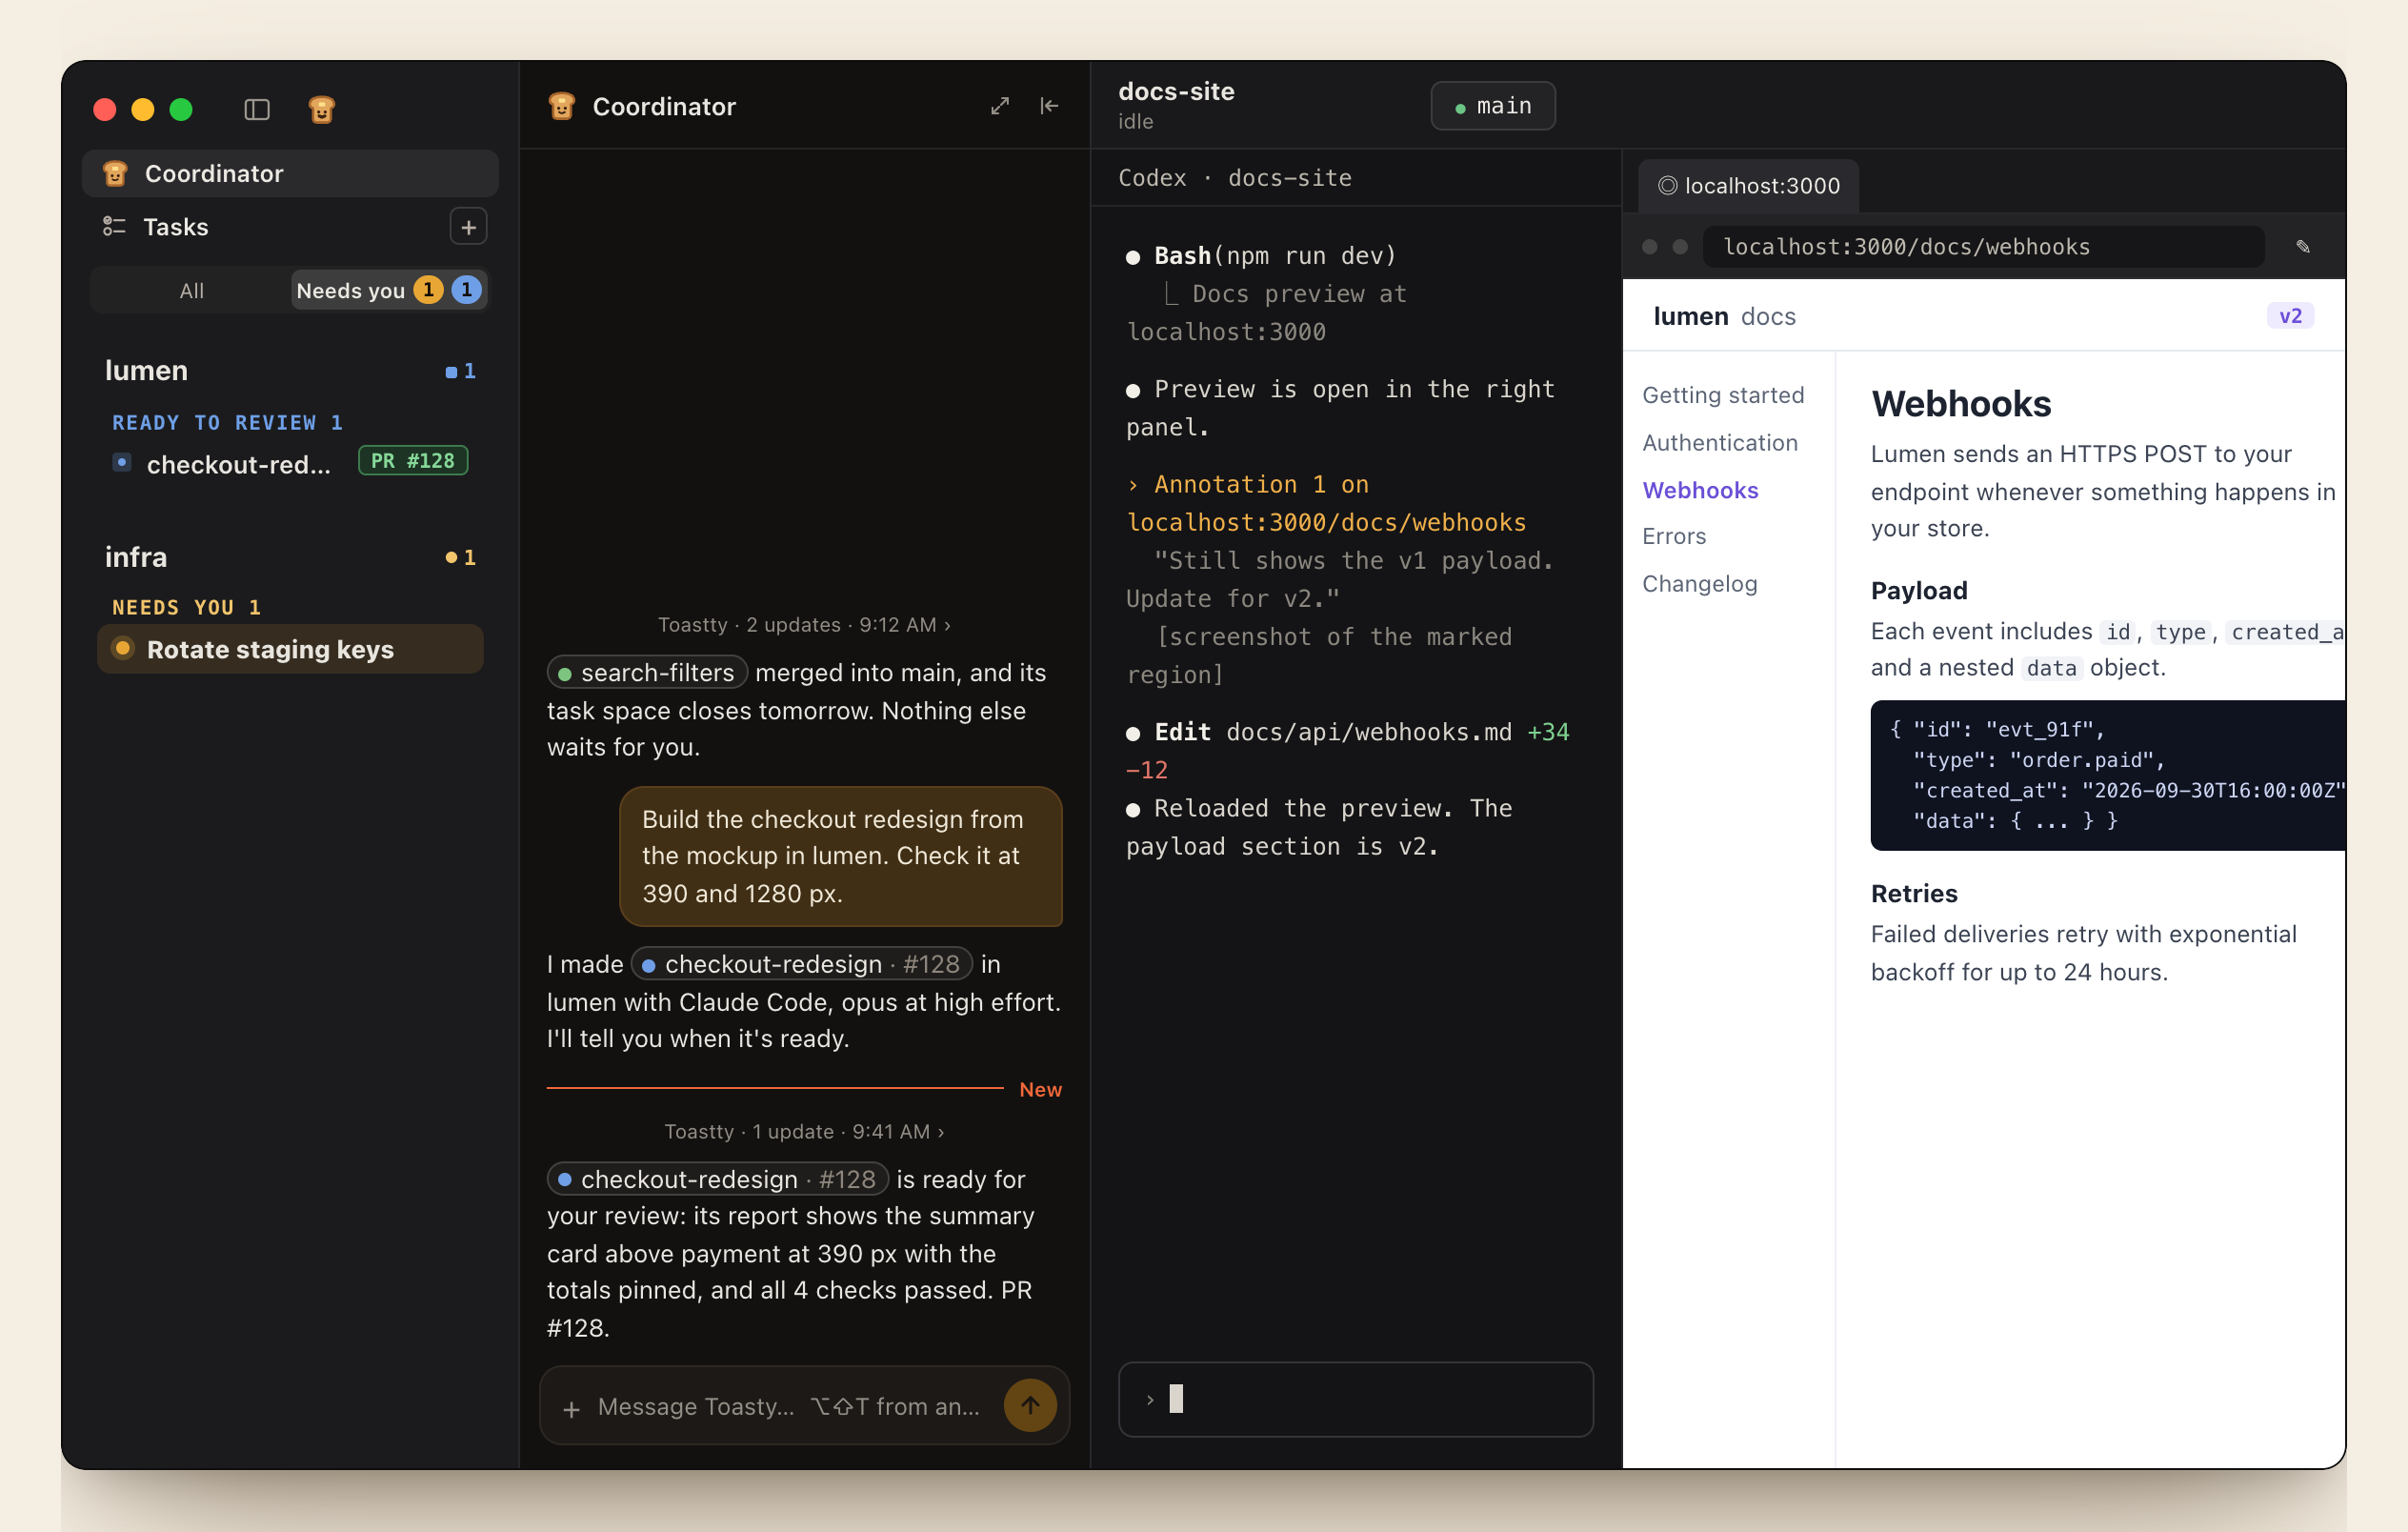 Coordinator
Tasks
+
All
Needs you 1 1
lumen
1
READY TO REVIEW 1
checkout-red...
PR #128
infra
1
NEEDS YOU 1
Rotate staging keys
Coordinator
Toastty · 2 updates · 9:12 AM ›
search-filters merged into main, and its
task space closes tomorrow. Nothing else
waits for you.
Build the checkout redesign from
the mockup in lumen. Check it at
390 and 1280 px.
I made checkout-redesign · #128 in
lumen with Claude Code, opus at high effort.
I'll tell you when it's ready.
New
Toastty · 1 update · 9:41 AM ›
checkout-redesign · #128 is ready for
your review: its report shows the summary
card above payment at 390 px with the
totals pinned, and all 4 checks passed. PR
#128.
+ Message Toasty... ⌥⇧T from an...
docs-site
idle
main
Codex · docs-site
● Bash(npm run dev)
⎿ Docs preview at
localhost:3000
● Preview is open in the right
panel.
› Annotation 1 on
localhost:3000/docs/webhooks
"Still shows the v1 payload.
Update for v2."
[screenshot of the marked
region]
● Edit docs/api/webhooks.md +34
−12
● Reloaded the preview. The
payload section is v2.
›
◎ localhost:3000
localhost:3000/docs/webhooks
✎
lumen docs
v2
Getting started
Authentication
Webhooks
Errors
Changelog
Webhooks
Lumen sends an HTTPS POST to your
endpoint whenever something happens in
your store.
Payload
Each event includes id, type, created_a
and a nested data object.
{ "id": "evt_91f",
"type": "order.paid",
"created_at": "2026-09-30T16:00:00Z"
"data": { ... } }
Retries
Failed deliveries retry with exponential
backoff for up to 24 hours.